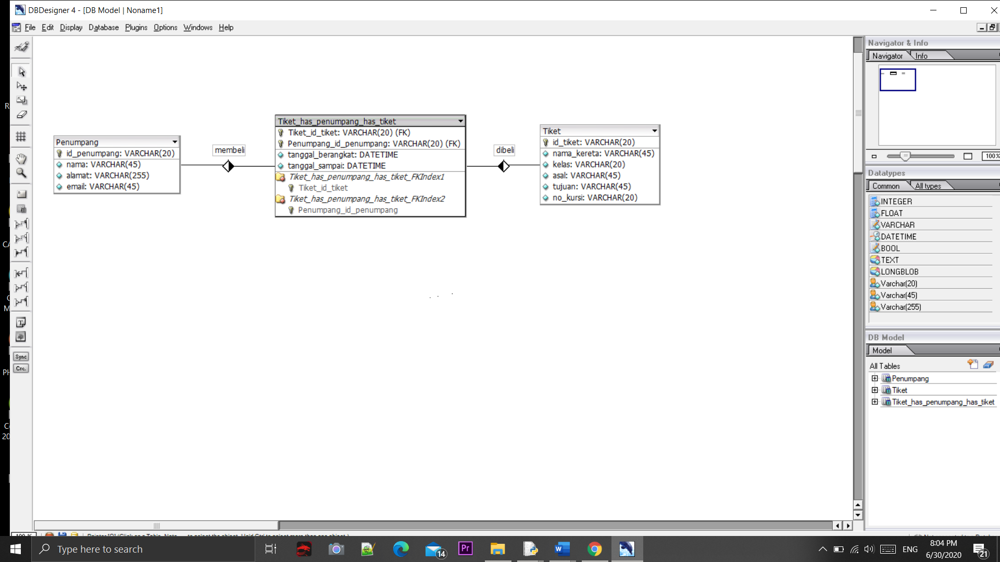 DBDesigner 4 - [DB Model | Noname1]
File Edit Display Database Plugins Options Windows Help
Penumpang
id_penumpang: VARCHAR(20)
nama: VARCHAR(45)
alamat: VARCHAR(255)
email: VARCHAR(45)
membeli
Tiket_has_penumpang_has_tiket
Tiket_id_tiket: VARCHAR(20) (FK)
Penumpang_id_penumpang: VARCHAR(20) (FK)
tanggal_berangkat: DATETIME
tanggal_sampai: DATETIME
Tiket_has_penumpang_has_tiket_FKIndex1
Tiket_id_tiket
Tiket_has_penumpang_has_tiket_FKIndex2
Penumpang_id_penumpang
dibeli
Tiket
id_tiket: VARCHAR(20)
nama_kereta: VARCHAR(45)
kelas: VARCHAR(20)
asal: VARCHAR(45)
tujuan: VARCHAR(45)
no_kursi: VARCHAR(20)
Sync
Cre.
Navigator & Info
Navigator Info
100%
Datatypes
Common All types
INTEGER
FLOAT
VARCHAR
DATETIME
BOOL
TEXT
LONGBLOB
Varchar(20)
Varchar(45)
Varchar(255)
DB Model
Model
All Tables
Penumpang
Tiket
Tiket_has_penumpang_has_tiket
Type here to search
Pr
14
ENG
8:04 PM
6/30/2020
21